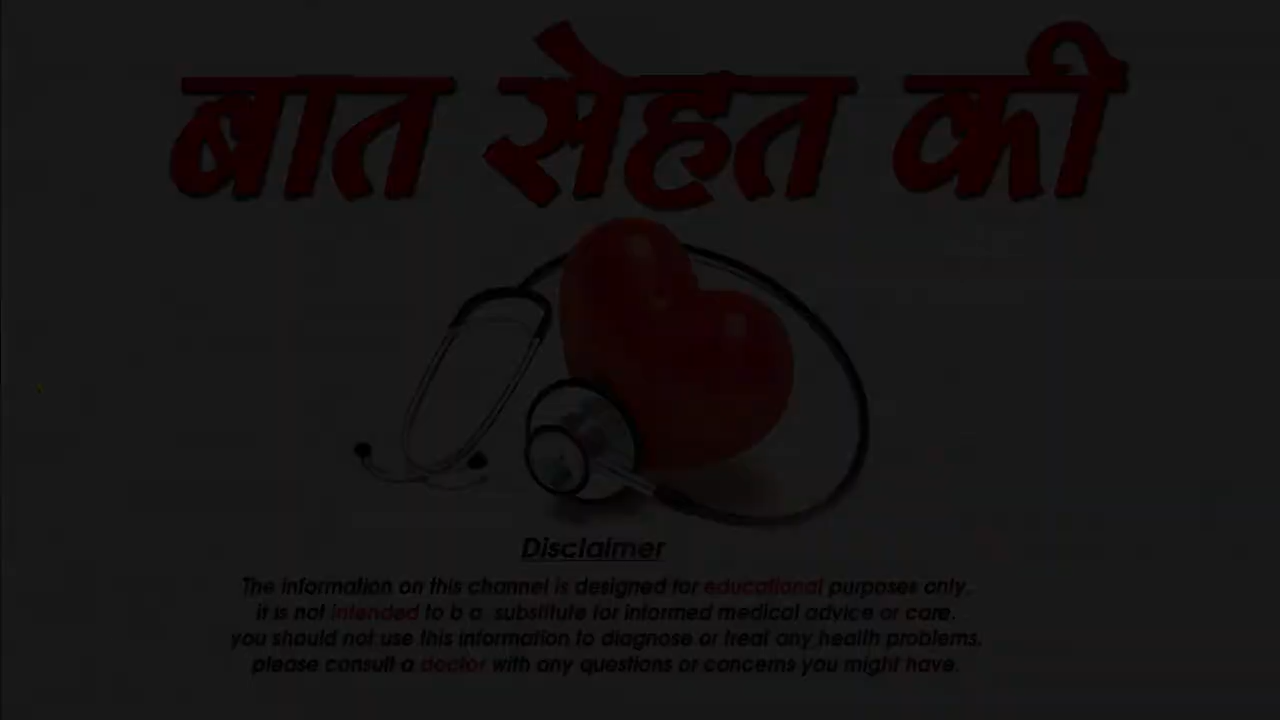 बात सेहत की
Disclaimer
The information on this channel is designed for educational purposes only,
it is not intended to b a substitute for informed medical advice or care.
you should not use this information to diagnose or treat any health problems.
please consult a doctor with any questions or concerns you might have.